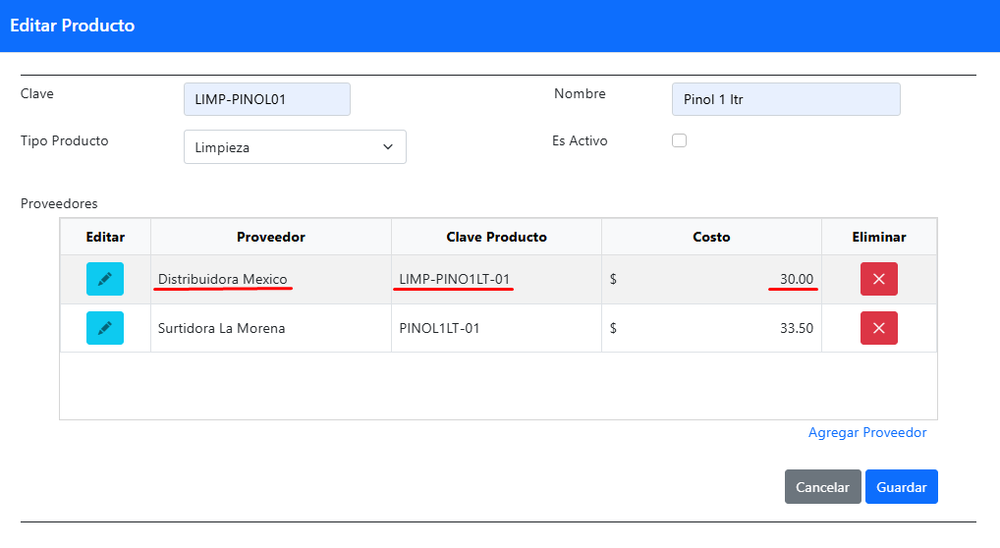 Editar Producto
Clave LIMP-PINOL01 Nombre Pinol 1 ltr
Tipo Producto Limpieza Es Activo
Proveedores
Editar Proveedor Clave Producto Costo Eliminar
Distribuidora Mexico LIMP-PINO1LT-01 $ 30.00
Surtidora La Morena PINOL1LT-01 $ 33.50
Agregar Proveedor
Cancelar Guardar